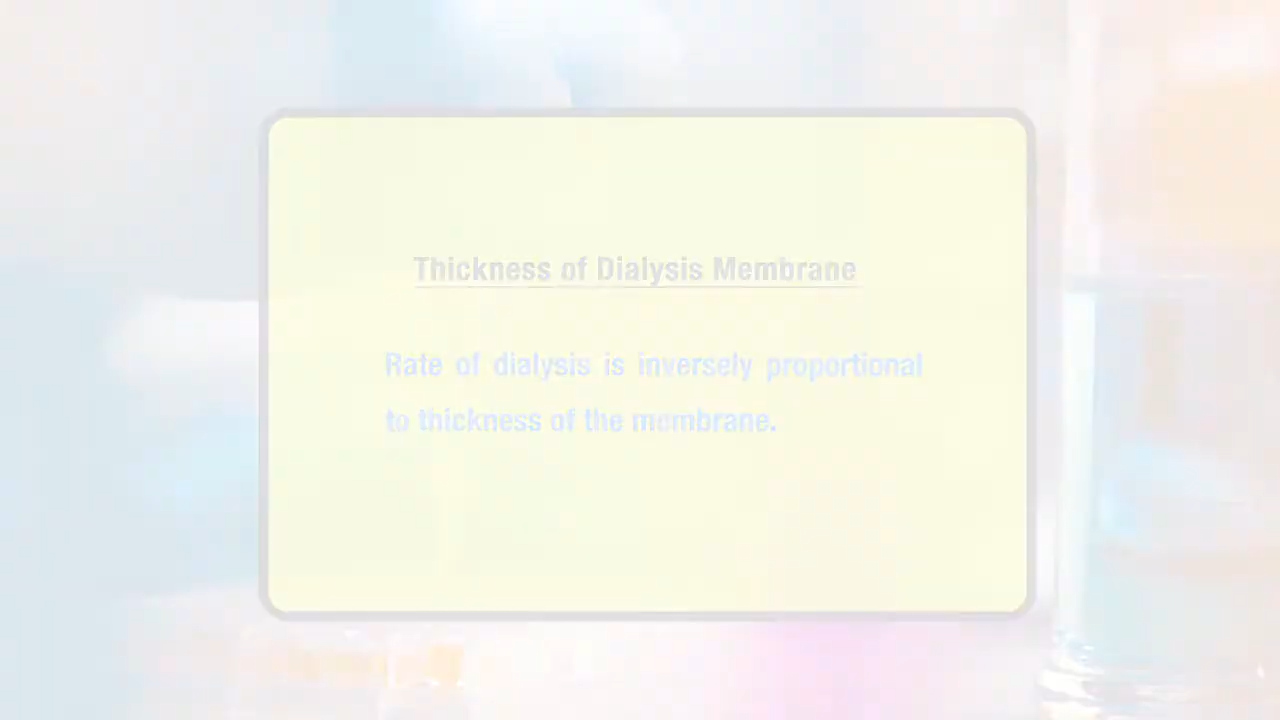 Thickness of Dialysis Membrane
Rate of dialysis is inversely proportional
to thickness of the membrane.